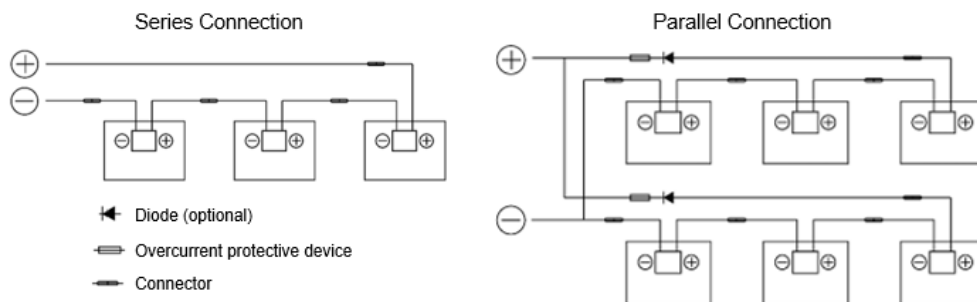 Series Connection
Parallel Connection
Diode (optional)
Overcurrent protective device
Connector